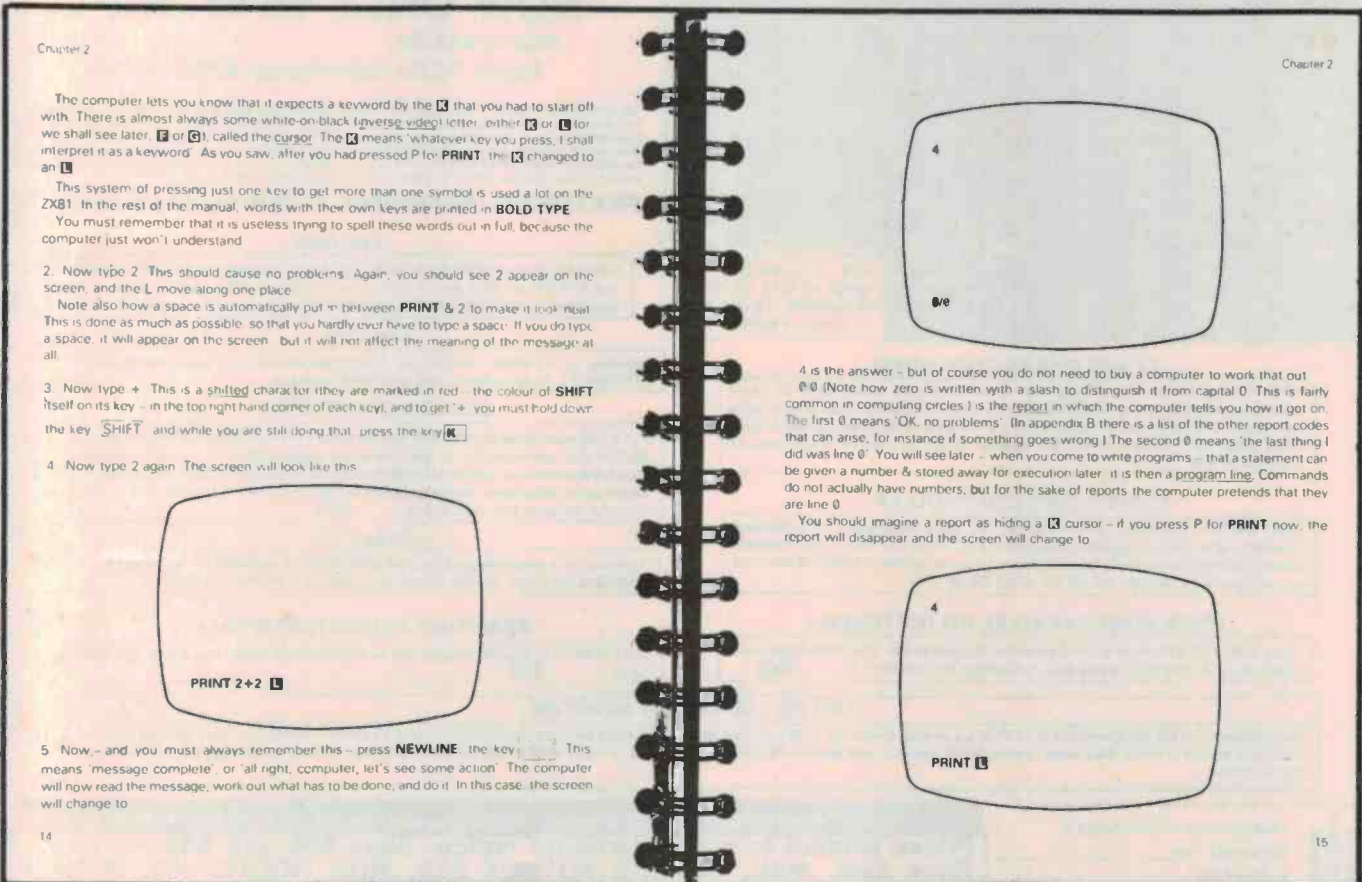 Chapter 2
The computer lets you know that it expects a keyword by the K that you had to start off
with. There is almost always some white-on-black (inverse video) letter, either K or L (or
we shall see later, F or G), called the cursor. The K means 'whatever key you press, I shall
interpret it as a keyword'. As you saw, after you had pressed P for PRINT, the K changed to
an L
This system of pressing just one key to get more than one symbol is used a lot on the
ZX81. In the rest of the manual, words with their own keys are printed in BOLD TYPE
You must remember that it is useless trying to spell these words out in full, because the
computer just won't understand
2. Now type 2. This should cause no problems. Again, you should see 2 appear on the
screen, and the L move along one place
Note also how a space is automatically put in between PRINT & 2 to make it look neat
This is done as much as possible, so that you hardly ever have to type a space. If you do type
a space, it will appear on the screen, but it will not affect the meaning of the message at
all.
3. Now type + This is a shifted character (they are marked in red - the colour of SHIFT
itself on its key - in the top right hand corner of each key), and to get '+' you must hold down
the key SHIFT and while you are still doing that, press the key K
4. Now type 2 again. The screen will look like this
PRINT 2+2 L
5. Now - and you must always remember this - press NEWLINE, the key This
means 'message complete', or 'all right, computer, let's see some action'. The computer
will now read the message, work out what has to be done, and do it. In this case, the screen
will change to
14
Chapter 2
4
4 is the answer - but of course you do not need to buy a computer to work that out
0/0 (Note how zero is written with a slash to distinguish it from capital O. This is fairly
common in computing circles.) is the report in which the computer tells you how it got on.
The first 0 means 'OK, no problems'. (In appendix B there is a list of the other report codes
that can arise, for instance if something goes wrong.) The second 0 means 'the last thing I
did was line 0'. You will see later - when you come to write programs - that a statement can
be given a number & stored away for execution later: it is then a program line. Commands
do not actually have numbers, but for the sake of reports the computer pretends that they
are line 0
You should imagine a report as hiding a K cursor - if you press P for PRINT now, the
report will disappear and the screen will change to
4
PRINT L
15